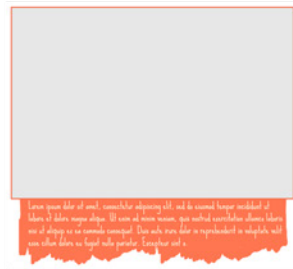 Lorem ipsum dolor sit amet, consectetur adipiscing elit, sed do eiusmod tempor incididunt ut
labore et dolore magna aliqua. Ut enim ad minim veniam, quis nostrud exercitation ullamco laboris
nisi ut aliquip ex ea commodo consequat. Duis aute irure dolor in reprehenderit in voluptate velit
esse cillum dolore eu fugiat nulla pariatur. Excepteur sint o